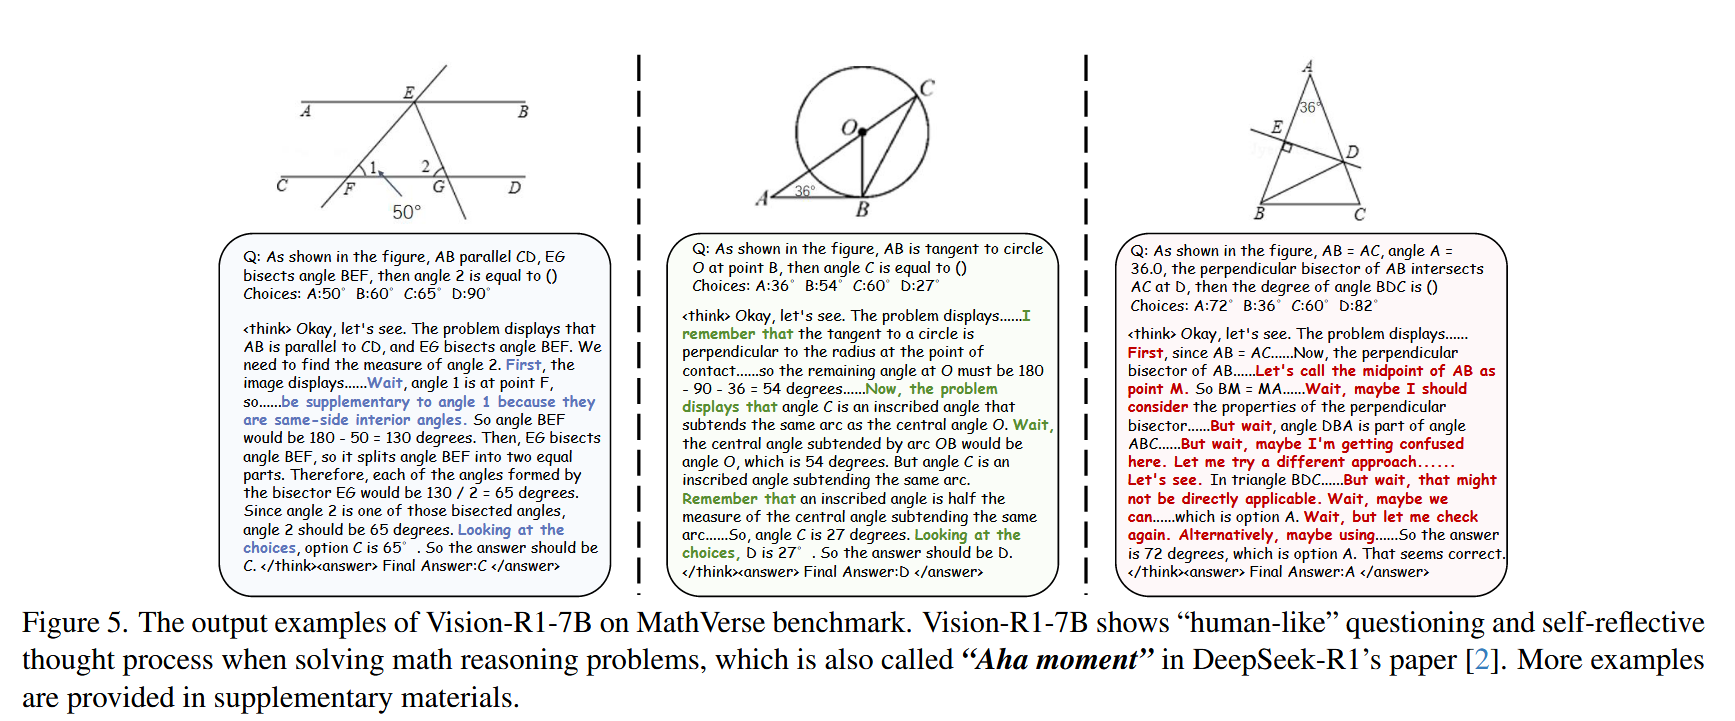 A
E
B
C
F
1
2
G
D
50°
A
36°
B
O
C
A
36°
E
D
B
C
Q: As shown in the figure, AB parallel CD, EG
bisects angle BEF, then angle 2 is equal to ()
Choices: A:50° B:60° C:65° D:90°
<think> Okay, let's see. The problem displays that
AB is parallel to CD, and EG bisects angle BEF. We
need to find the measure of angle 2. First, the
image displays......Wait, angle 1 is at point F,
so......be supplementary to angle 1 because they
are same-side interior angles. So angle BEF
would be 180 - 50 = 130 degrees. Then, EG bisects
angle BEF, so it splits angle BEF into two equal
parts. Therefore, each of the angles formed by
the bisector EG would be 130 / 2 = 65 degrees.
Since angle 2 is one of those bisected angles,
angle 2 should be 65 degrees. Looking at the
choices, option C is 65° . So the answer should be
C. </think><answer> Final Answer:C </answer>
Q: As shown in the figure, AB is tangent to circle
O at point B, then angle C is equal to ()
Choices: A:36° B:54° C:60° D:27°
<think> Okay, let's see. The problem displays......I
remember that the tangent to a circle is
perpendicular to the radius at the point of
contact......so the remaining angle at O must be 180
- 90 - 36 = 54 degrees......Now, the problem
displays that angle C is an inscribed angle that
subtends the same arc as the central angle O. Wait,
the central angle subtended by arc OB would be
angle O, which is 54 degrees. But angle C is an
inscribed angle subtending the same arc.
Remember that an inscribed angle is half the
measure of the central angle subtending the same
arc......So, angle C is 27 degrees. Looking at the
choices, D is 27° . So the answer should be D.
</think><answer> Final Answer:D </answer>
Q: As shown in the figure, AB = AC, angle A =
36.0, the perpendicular bisector of AB intersects
AC at D, then the degree of angle BDC is ()
Choices: A:72° B:36° C:60° D:82°
<think> Okay, let's see. The problem displays......
First, since AB = AC......Now, the perpendicular
bisector of AB......Let's call the midpoint of AB as
point M. So BM = MA......Wait, maybe I should
consider the properties of the perpendicular
bisector......But wait, angle DBA is part of angle
ABC......But wait, maybe I'm getting confused
here. Let me try a different approach......
Let's see. In triangle BDC......But wait, that might
not be directly applicable. Wait, maybe we
can......which is option A. Wait, but let me check
again. Alternatively, maybe using......So the answer
is 72 degrees, which is option A. That seems correct.
</think><answer> Final Answer:A </answer>
Figure 5. The output examples of Vision-R1-7B on MathVerse benchmark. Vision-R1-7B shows “human-like” questioning and self-reflective
thought process when solving math reasoning problems, which is also called “Aha moment” in DeepSeek-R1’s paper [2]. More examples
are provided in supplementary materials.